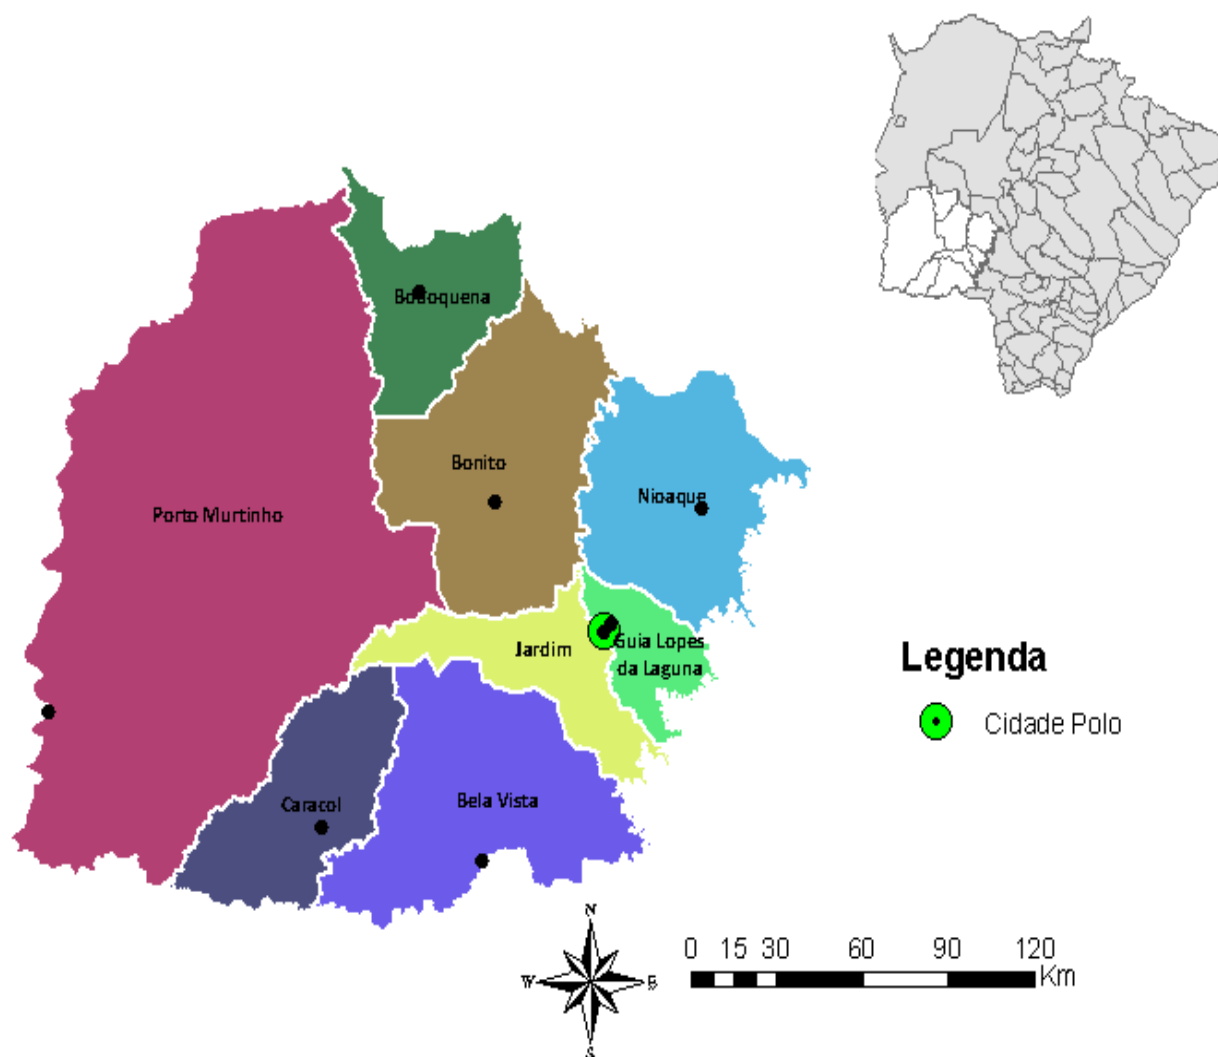 Bodoquena
Bonito
Nioaque
Porto Murtinho
Guia Lopes
da Laguna
Jardim
Legenda
Cidade Polo
Caracol
Bela Vista
N
W
E
S
0 15 30 60 90 120
Km